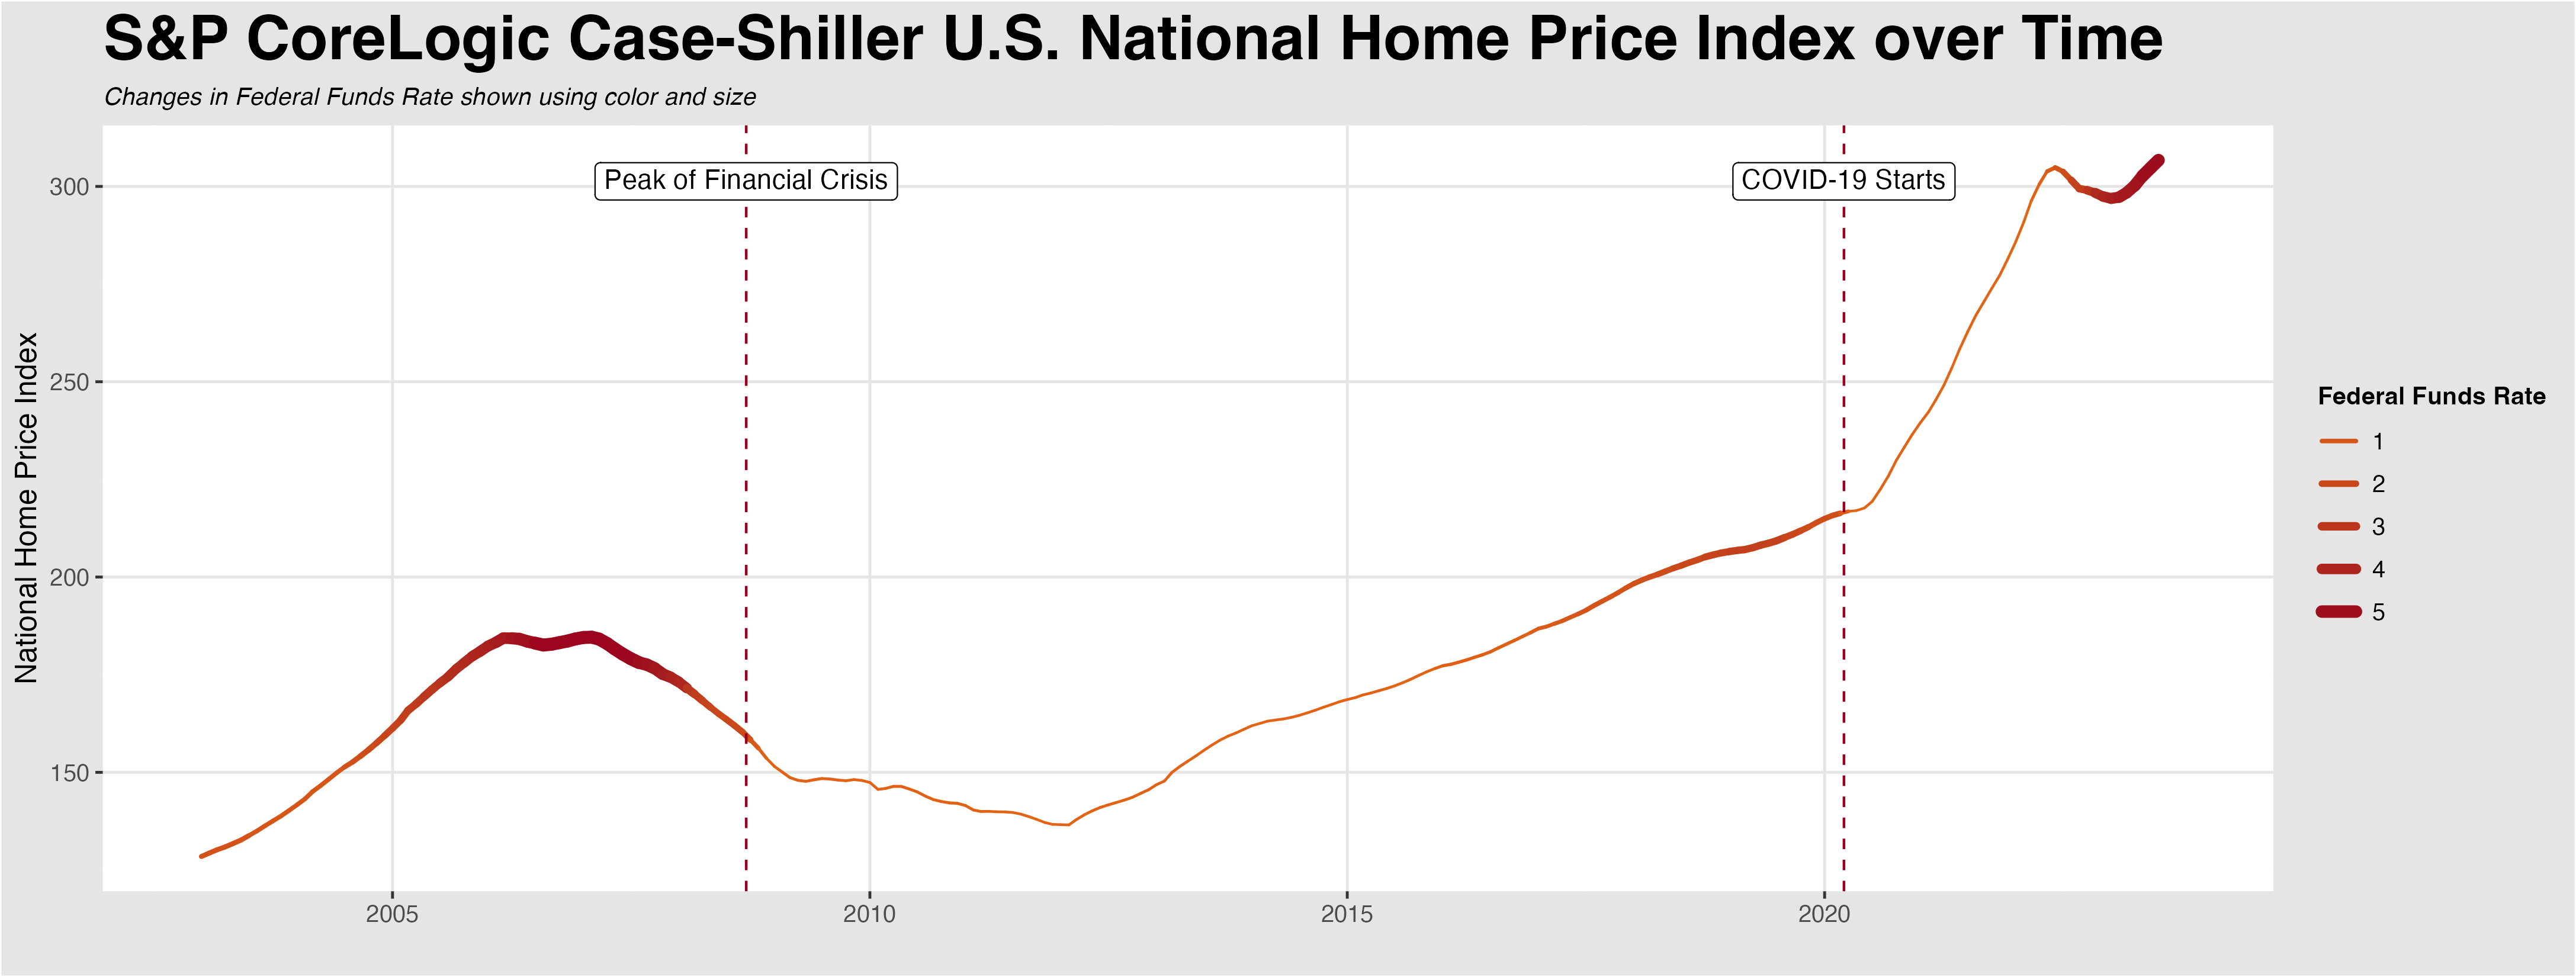 S&P CoreLogic Case-Shiller U.S. National Home Price Index over Time
Changes in Federal Funds Rate shown using color and size
National Home Price Index
300
250
200
150
Peak of Financial Crisis
COVID-19 Starts
2005
2010
2015
2020
Federal Funds Rate
1
2
3
4
5